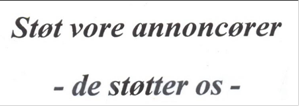 Støt vore annoncører
- de støtter os -